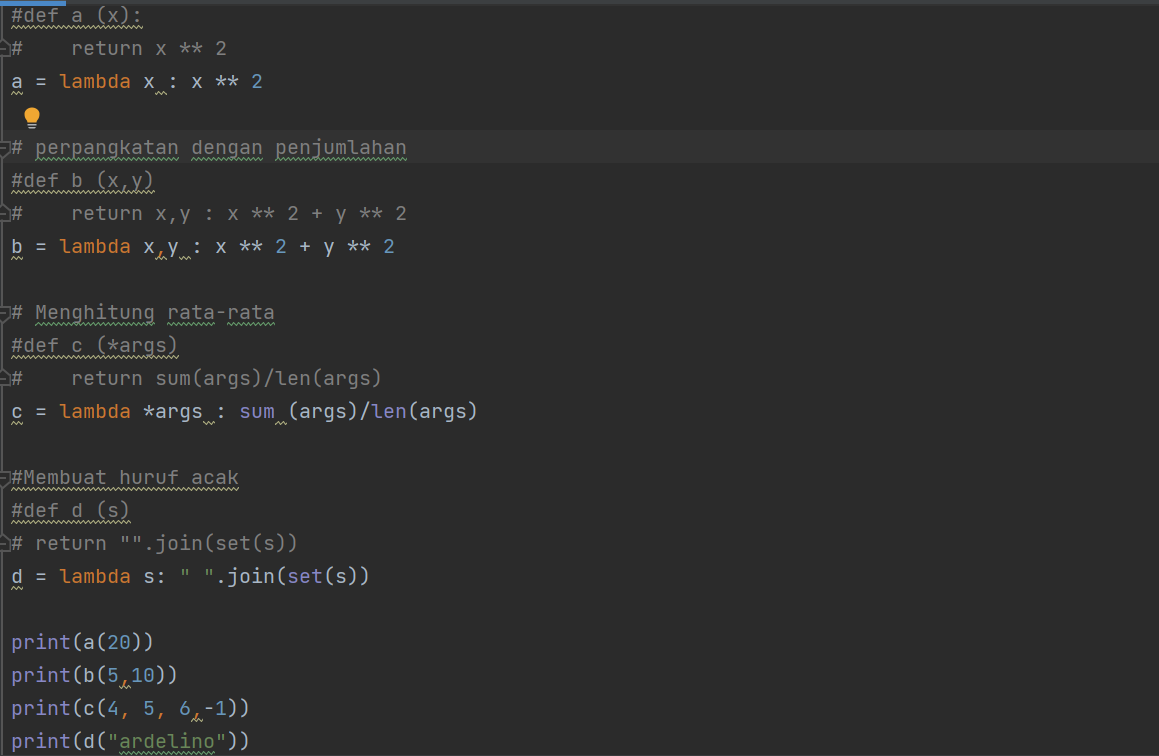 #def a (x):
#    return x ** 2
a = lambda x : x ** 2
# perpangkatan dengan penjumlahan
#def b (x,y)
#    return x,y : x ** 2 + y ** 2
b = lambda x,y : x ** 2 + y ** 2
# Menghitung rata-rata
#def c (*args)
#    return sum(args)/len(args)
c = lambda *args : sum (args)/len(args)
#Membuat huruf acak
#def d (s)
# return "".join(set(s))
d = lambda s: " ".join(set(s))
print(a(20))
print(b(5,10))
print(c(4, 5, 6,-1))
print(d("ardelino"))